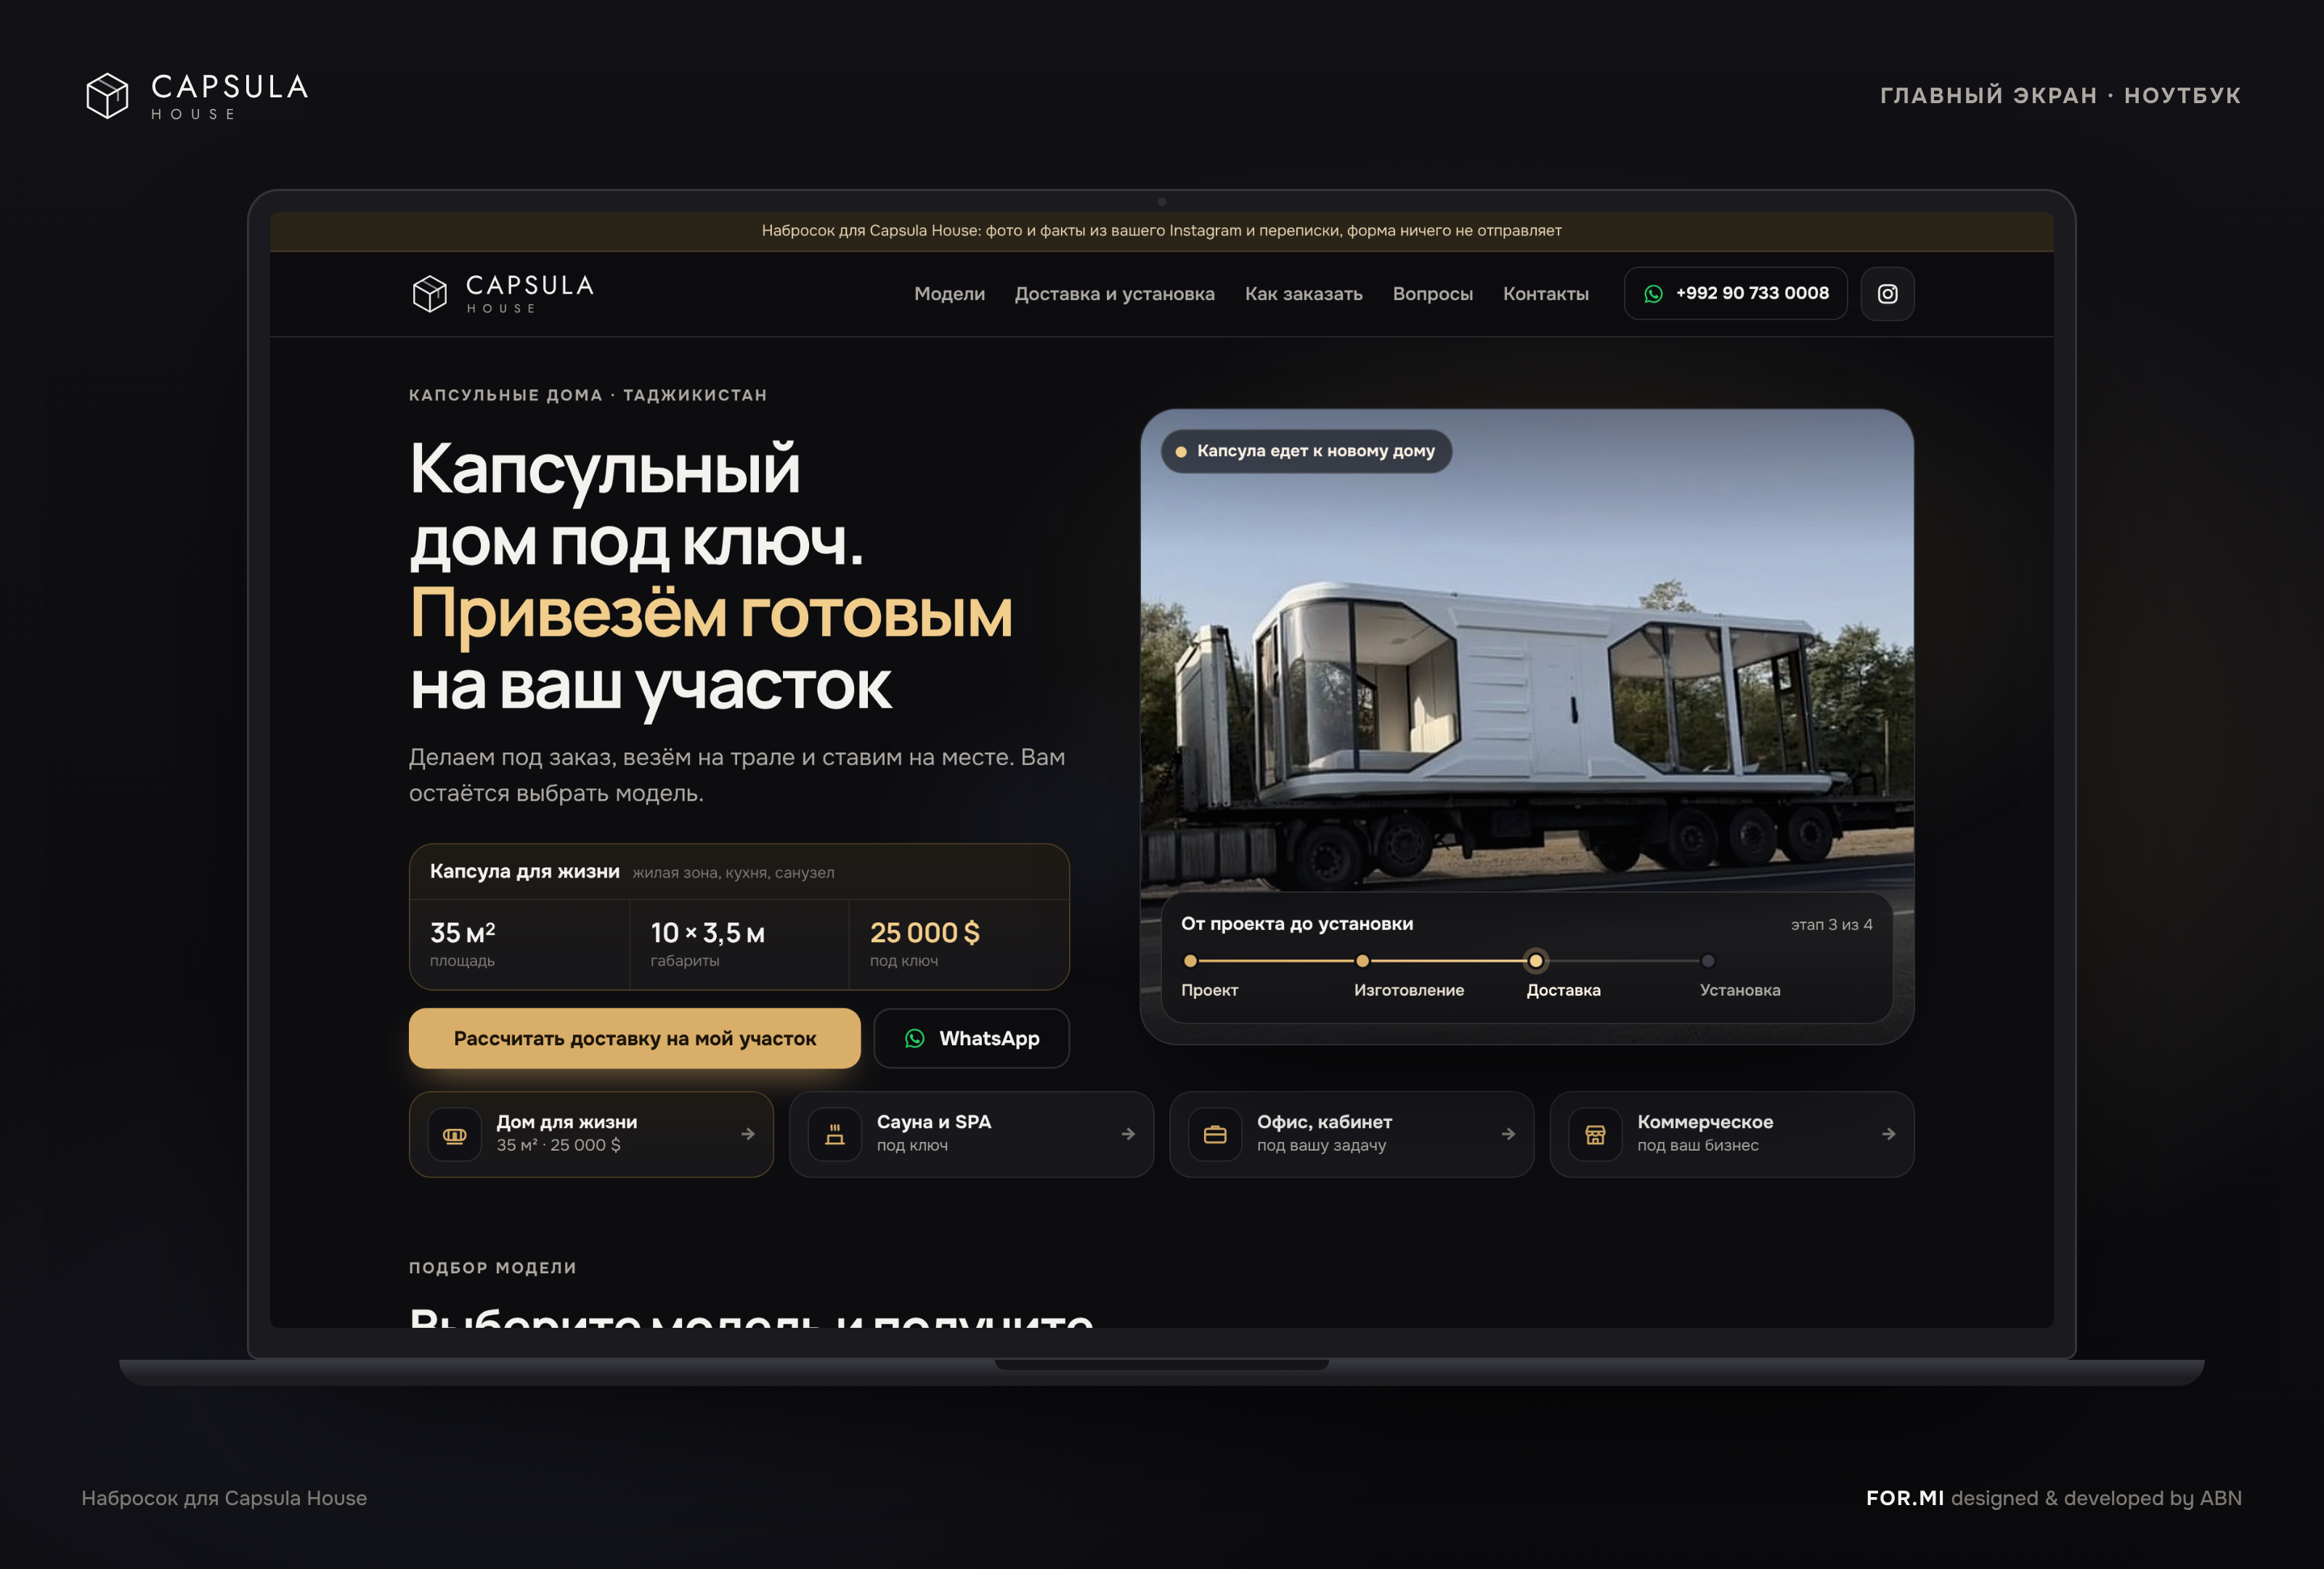 CAPSULA
HOUSE
ГЛАВНЫЙ ЭКРАН · НОУТБУК
Набросок для Capsula House: фото и факты из вашего Instagram и переписки, форма ничего не отправляет
CAPSULA
HOUSE
Модели
Доставка и установка
Как заказать
Вопросы
Контакты
+992 90 733 0008
КАПСУЛЬНЫЕ ДОМА · ТАДЖИКИСТАН
Капсульный
дом под ключ.
Привезём готовым
на ваш участок
Делаем под заказ, везём на трале и ставим на месте. Вам
остаётся выбрать модель.
Капсула для жизни жилая зона, кухня, санузел
35 м²
площадь
10 × 3,5 м
габариты
25 000 $
под ключ
Рассчитать доставку на мой участок
WhatsApp
Капсула едет к новому дому
От проекта до установки
этап 3 из 4
Проект
Изготовление
Доставка
Установка
Дом для жизни
35 м² · 25 000 $
Сауна и SPA
под ключ
Офис, кабинет
под вашу задачу
Коммерческое
под ваш бизнес
ПОДБОР МОДЕЛИ
Выберите модель и получите
Набросок для Capsula House
FOR.MI designed & developed by ABN